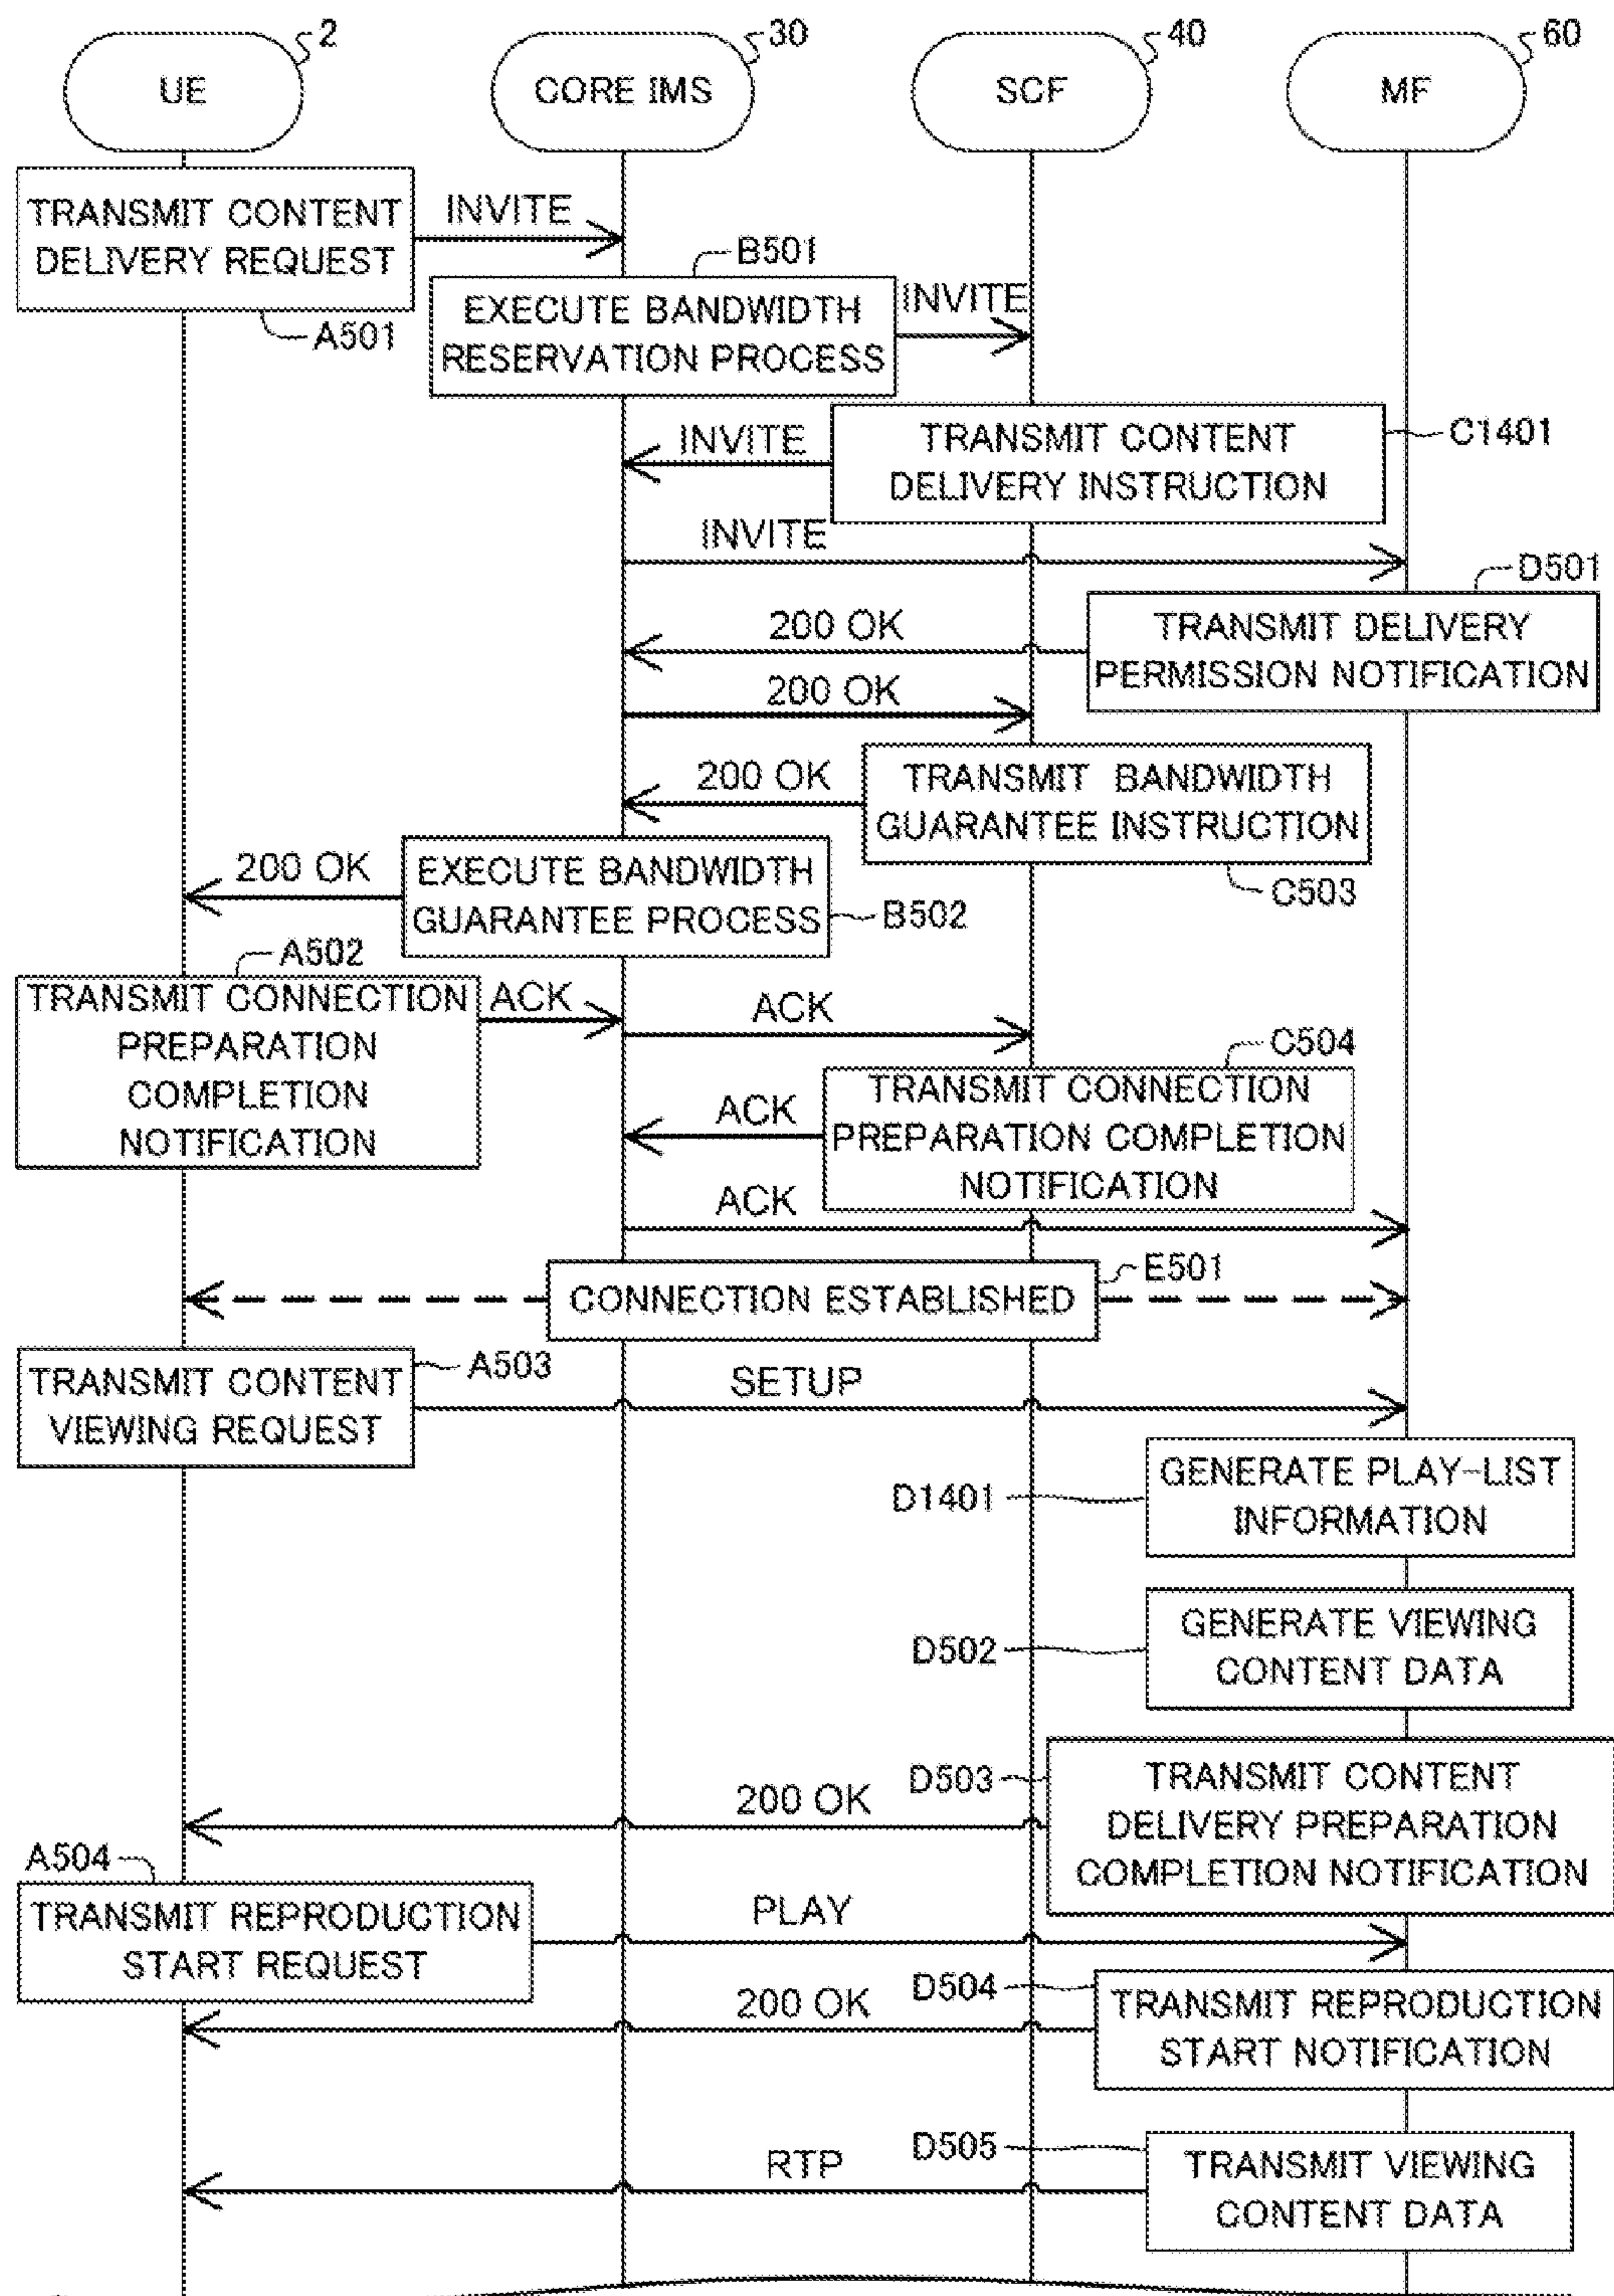 2
30
40
60
UE
CORE IMS
SCF
MF
TRANSMIT CONTENT
DELIVERY REQUEST
INVITE
A501
B501
EXECUTE BANDWIDTH
RESERVATION PROCESS
INVITE
INVITE
TRANSMIT CONTENT
DELIVERY INSTRUCTION
C1401
INVITE
D501
200 OK
TRANSMIT DELIVERY
PERMISSION NOTIFICATION
200 OK
200 OK
TRANSMIT BANDWIDTH
GUARANTEE INSTRUCTION
C503
200 OK
EXECUTE BANDWIDTH
GUARANTEE PROCESS
B502
A502
TRANSMIT CONNECTION
PREPARATION
COMPLETION
NOTIFICATION
ACK
ACK
C504
ACK
TRANSMIT CONNECTION
PREPARATION COMPLETION
NOTIFICATION
ACK
E501
CONNECTION ESTABLISHED
A503
TRANSMIT CONTENT
VIEWING REQUEST
SETUP
D1401
GENERATE PLAY-LIST
INFORMATION
D502
GENERATE VIEWING
CONTENT DATA
D503
200 OK
TRANSMIT CONTENT
DELIVERY PREPARATION
COMPLETION NOTIFICATION
A504
TRANSMIT REPRODUCTION
START REQUEST
PLAY
D504
200 OK
TRANSMIT REPRODUCTION
START NOTIFICATION
D505
RTP
TRANSMIT VIEWING
CONTENT DATA